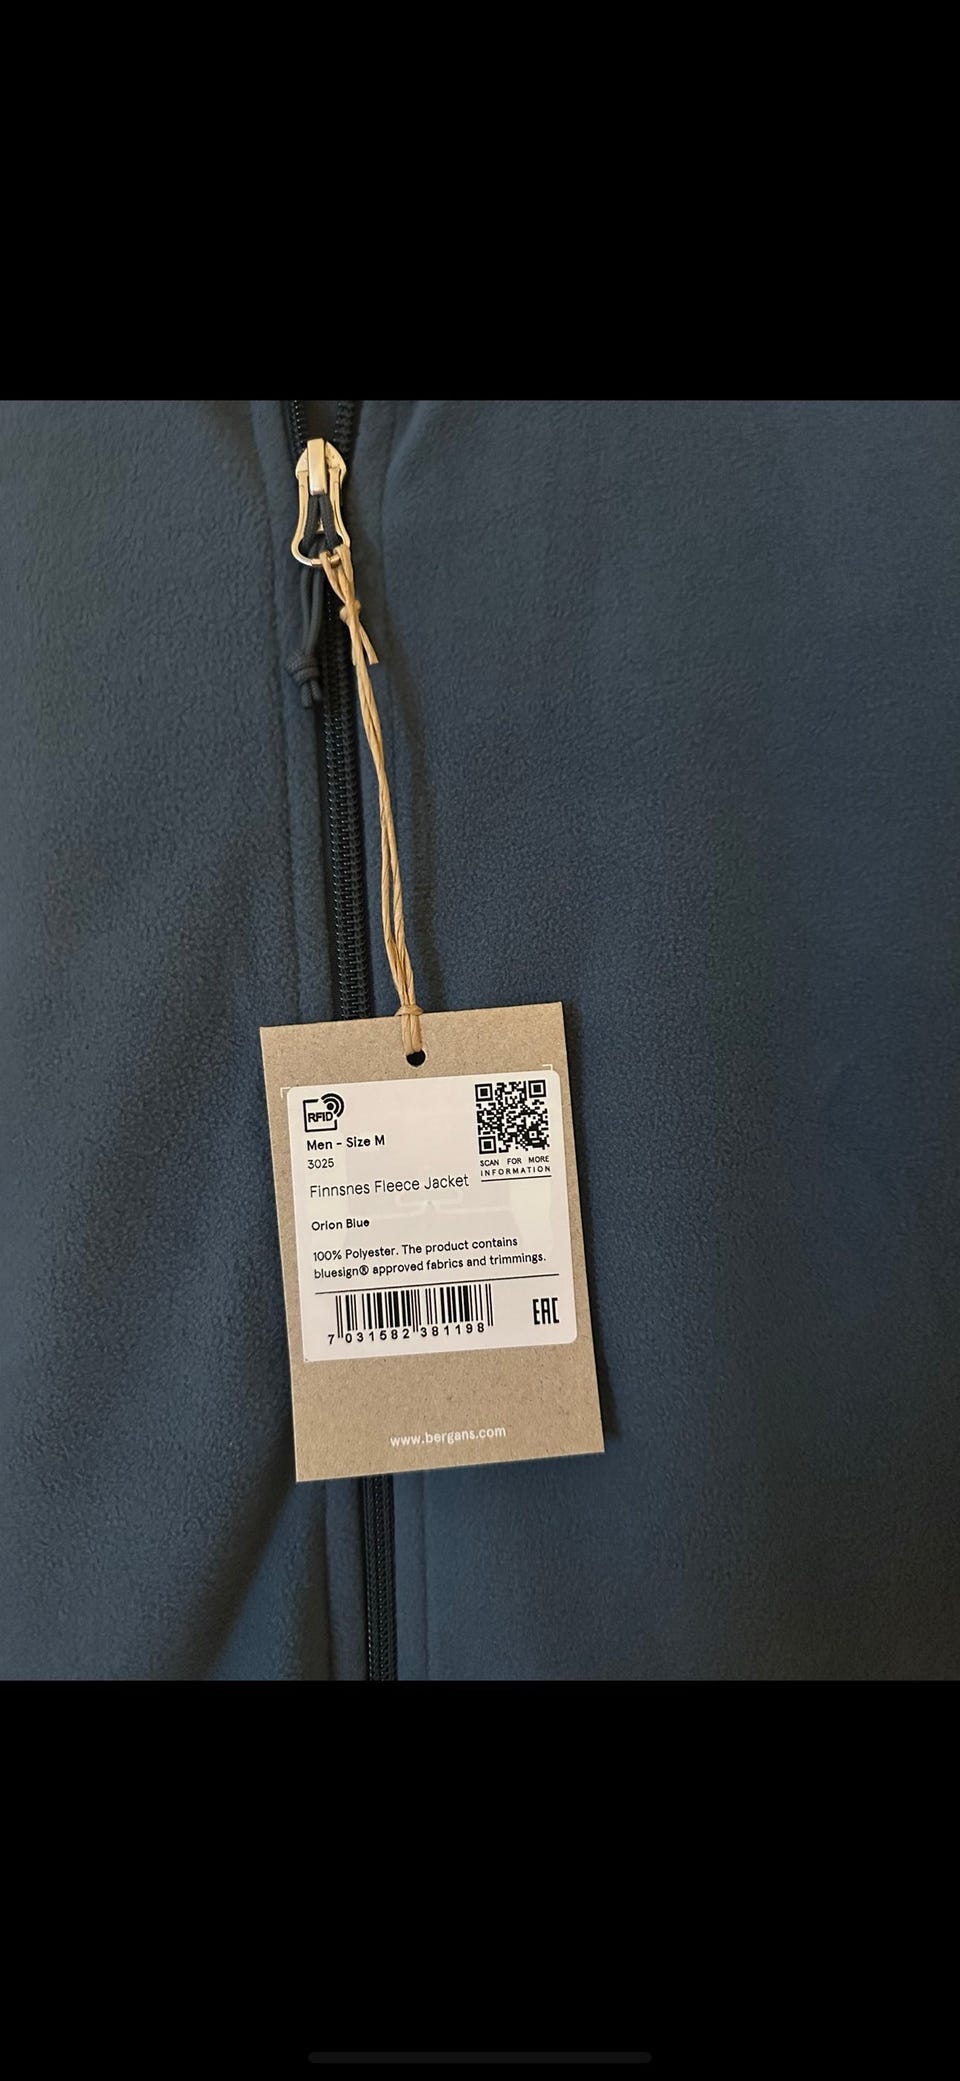 RFID
Men - Size M
3025
Finnsnes Fleece Jacket
SCAN FOR MORE
INFORMATION
Orion Blue
100% Polyester. The product contains
bluesign® approved fabrics and trimmings.
7 031582 381198
EAC
www.bergans.com